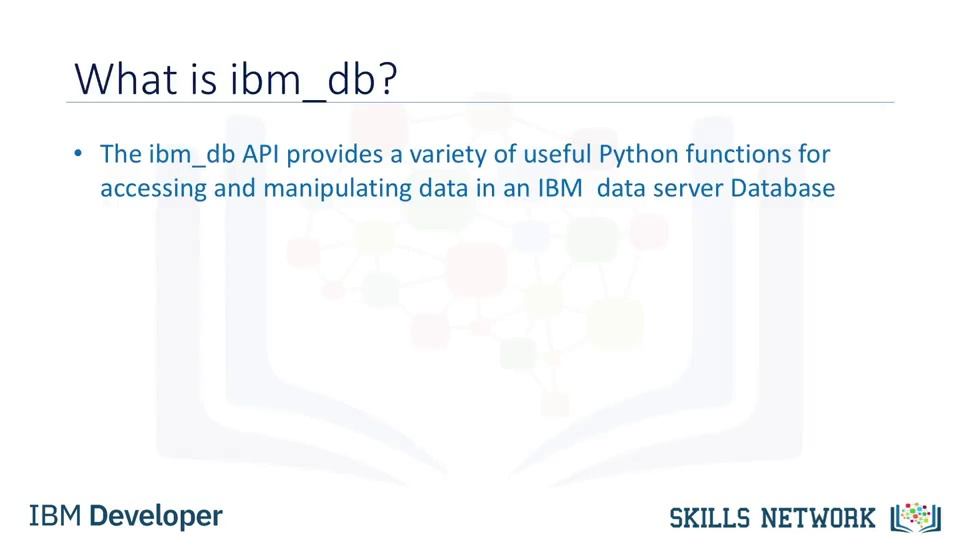 What is ibm_db?
• The ibm_db API provides a variety of useful Python functions for
accessing and manipulating data in an IBM  data server Database
IBM Developer
SKILLS NETWORK